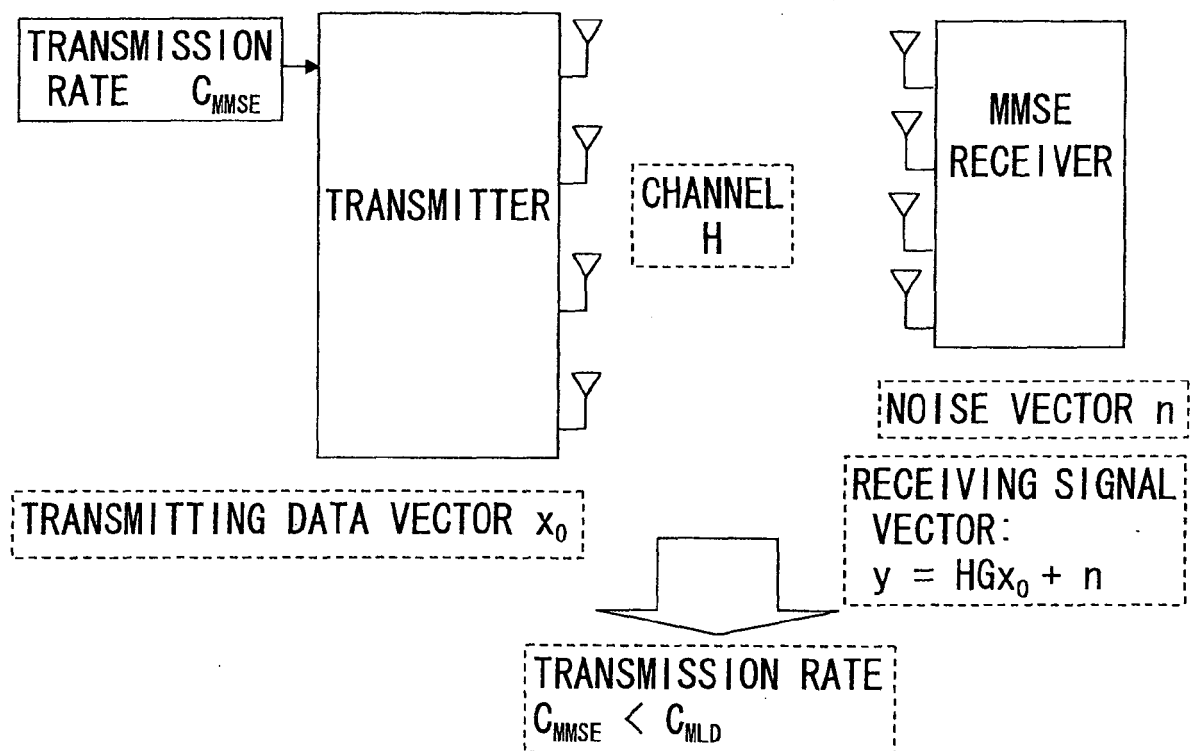 TRANSMISSION
RATE C_MMSE
TRANSMITTER
CHANNEL
H
MMSE
RECEIVER
NOISE VECTOR n
RECEIVING SIGNAL
VECTOR:
y = HGx₀ + n
TRANSMITTING DATA VECTOR x₀
TRANSMISSION RATE
C_MMSE < C_MLD